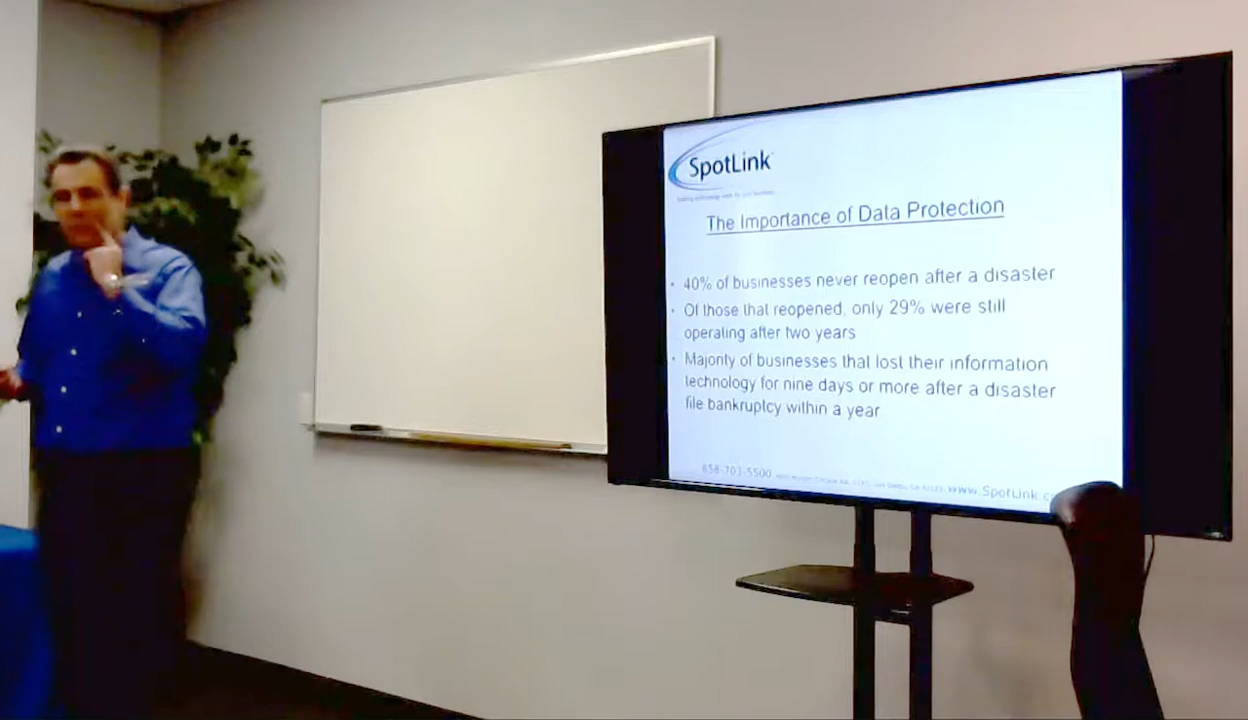 SpotLink
The Importance of Data Protection
• 40% of businesses never reopen after a disaster
• Of those that reopened, only 29% were still
operating after two years
• Majority of businesses that lost their information
technology for nine days or more after a disaster
file bankruptcy within a year
858-703-5500
www.SpotLink.c